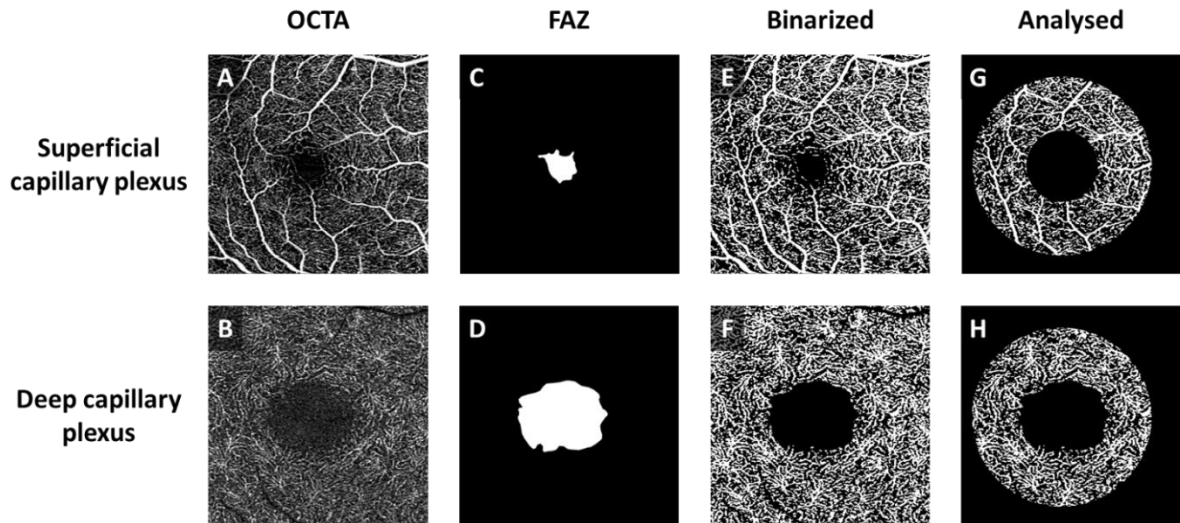 OCTA
FAZ
Binarized
Analysed
Superficial
capillary plexus
A
C
E
G
Deep capillary
plexus
B
D
F
H